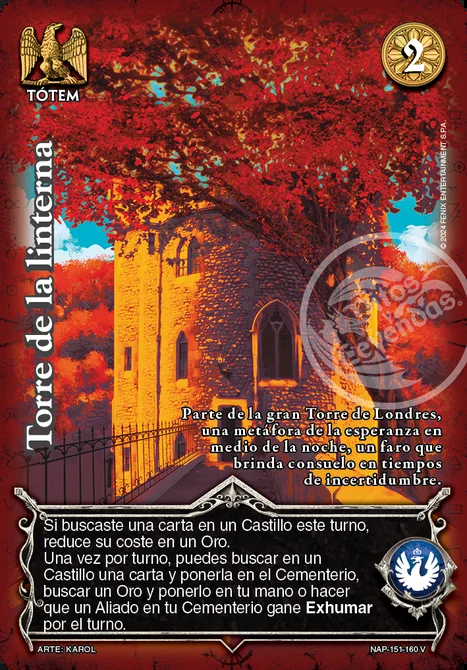 TÓTEM
2
Torre de la linterna
© 2024 FENIX ENTERTAINMENT S.P.A.
Mitos
y
Leyendas.
Parte de la gran Torre de Londres,
una metáfora de la esperanza en
medio de la noche, un faro que
brinda consuelo en tiempos
de incertidumbre.
Si buscaste una carta en un Castillo este turno,
reduce su coste en un Oro.
Una vez por turno, puedes buscar en un
Castillo una carta y ponerla en el Cementerio,
buscar un Oro y ponerlo en tu mano o hacer
que un Aliado en tu Cementerio gane Exhumar
por el turno.
ARTE: KAROL
NAP-151-160 V